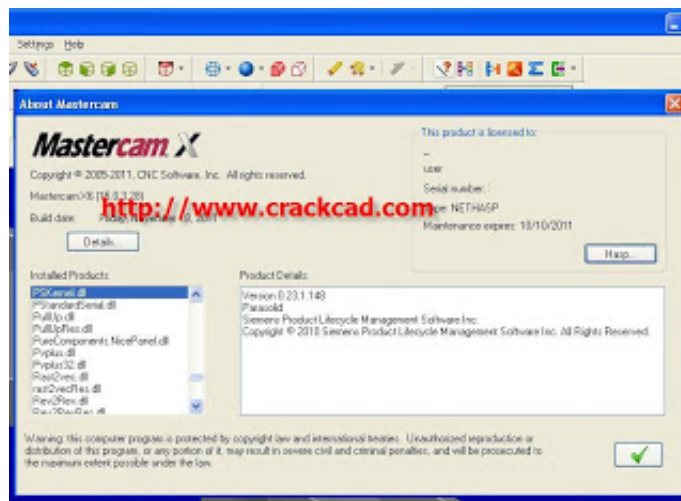 Settings Help
About Mastercam
Mastercam X
This product is licensed to:
-
user
Copyright © 2005-2011, CNC Software, Inc. All rights reserved.
Serial number:
http://www.crackcad.com
NETHASP
Build date:
Maintenance expires: 10/10/2011
Details...
Hasp...
Installed Products:
Product Details:
PSKernel.dll
PStandardSerial.dll
PullUp.dll
PullUpRes.dll
PureComponents.NicePanel.dll
Pvplus.dll
Pvplus32.dll
Rast2vec.dll
rast2vecRes.dll
Rev2Rev.dll
Rev2RevRes.dll
Version 0.23.1.148
Parasolid
Siemens Product Lifecycle Management Software Inc.
Copyright © 2010 Siemens Product Lifecycle Management Software Inc. All Rights Reserved.
Warning: this computer program is protected by copyright law and international treaties. Unauthorized reproduction or
distribution of this program, or any portion of it, may result in severe civil and criminal penalties, and will be prosecuted to
the maximum extent possible under the law.